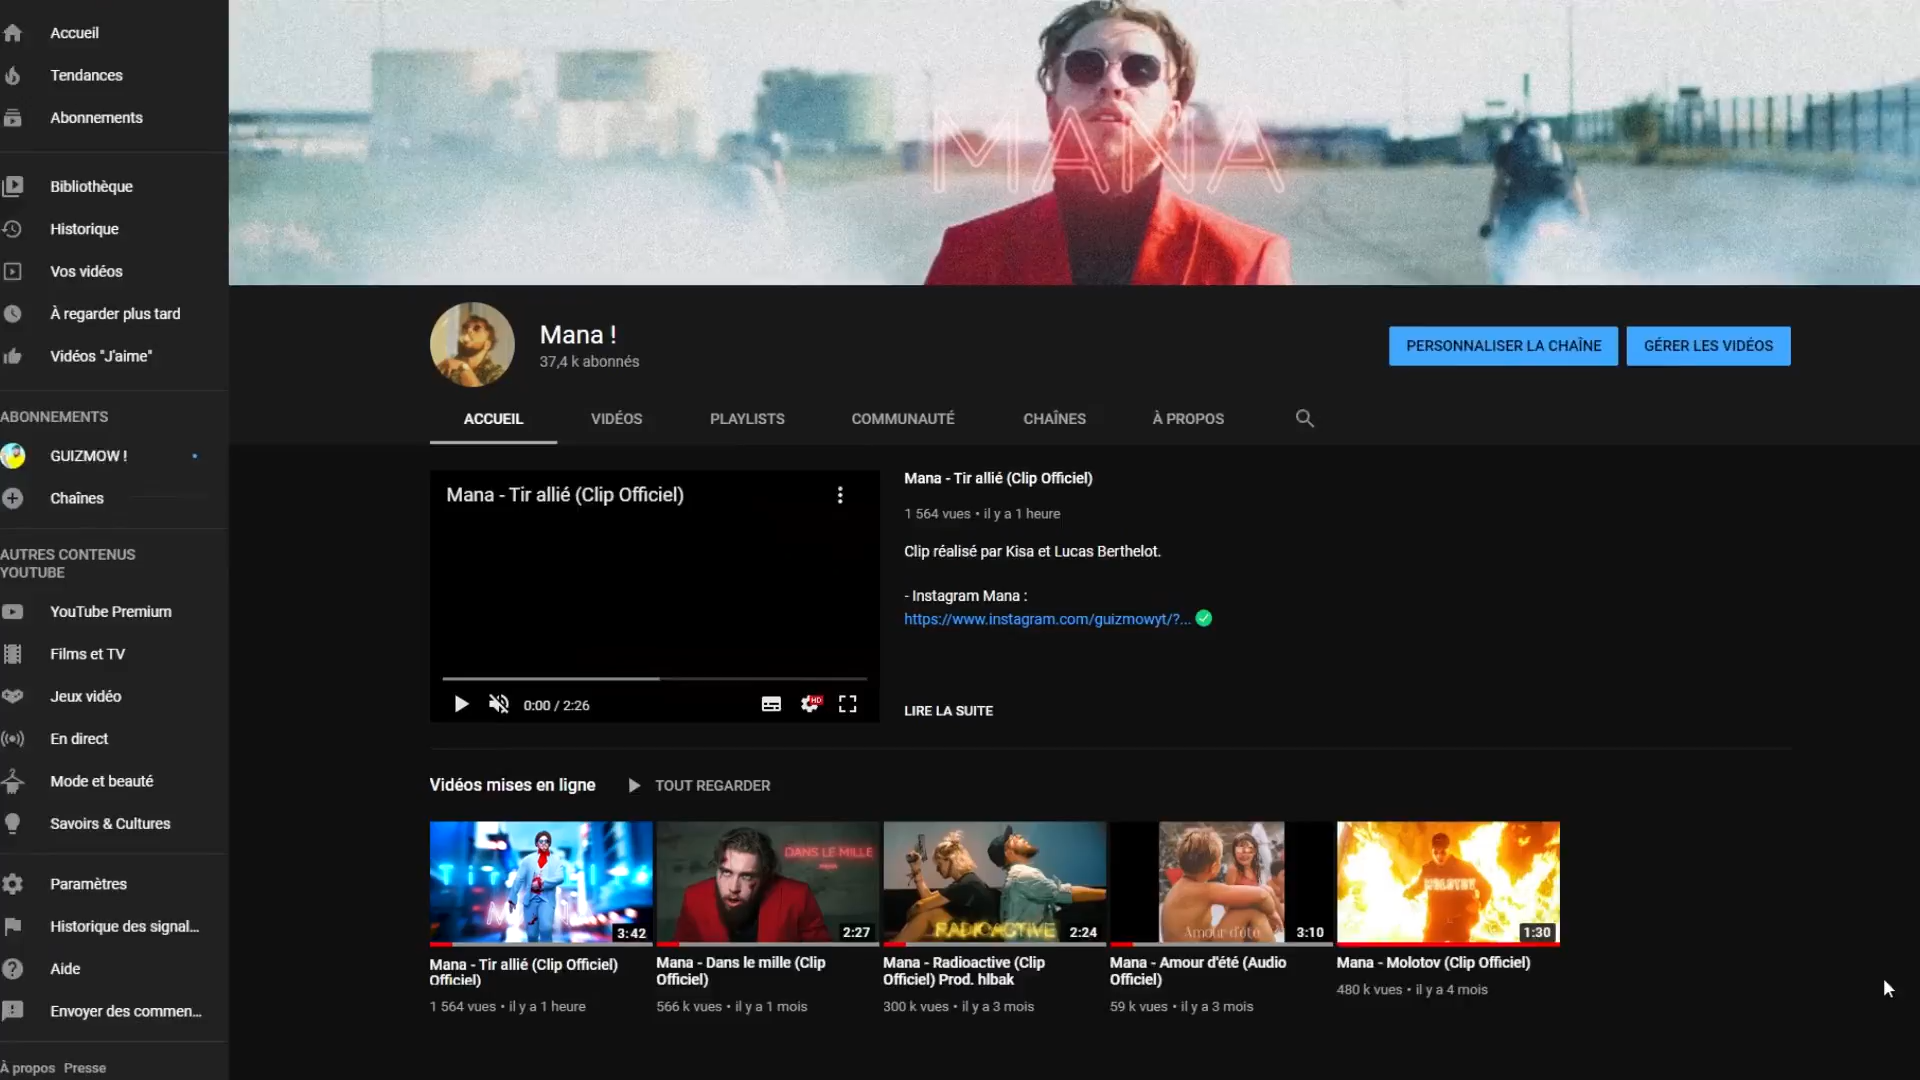 Accueil
Tendances
Abonnements
Bibliothèque
Historique
Vos vidéos
À regarder plus tard
Vidéos "J'aime"
ABONNEMENTS
GUIZMOW !
Chaînes
AUTRES CONTENUS
YOUTUBE
YouTube Premium
Films et TV
Jeux vidéo
En direct
Mode et beauté
Savoirs & Cultures
Paramètres
Historique des signal...
Aide
Envoyer des commen...
À propos Presse
MANA
Mana !
37,4 k abonnés
PERSONNALISER LA CHAÎNE
GÉRER LES VIDÉOS
ACCUEIL VIDÉOS PLAYLISTS COMMUNAUTÉ CHAÎNES À PROPOS
Mana - Tir allié (Clip Officiel)
0:00 / 2:26
HD
Mana - Tir allié (Clip Officiel)
1 564 vues • il y a 1 heure
Clip réalisé par Kisa et Lucas Berthelot.
- Instagram Mana :
https://www.instagram.com/guizmowyt/?...
LIRE LA SUITE
Vidéos mises en ligne
TOUT REGARDER
3:42
Mana - Tir allié (Clip Officiel)
Officiel)
1 564 vues • il y a 1 heure
DANS LE MILLE
2:27
Mana - Dans le mille (Clip
Officiel)
566 k vues • il y a 1 mois
RADIOACTIVE
2:24
Mana - Radioactive (Clip
Officiel) Prod. hlbak
300 k vues • il y a 3 mois
Amour d'été
3:10
Mana - Amour d'été (Audio
Officiel)
59 k vues • il y a 3 mois
MOLOTOV
1:30
Mana - Molotov (Clip Officiel)
480 k vues • il y a 4 mois